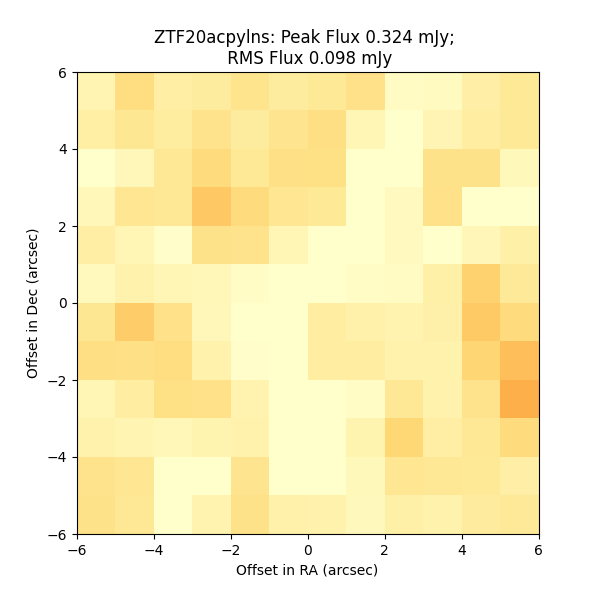 ZTF20acpylns: Peak Flux 0.324 mJy;
RMS Flux 0.098 mJy
6
4
2
0
−2
−4
−6
Offset in Dec (arcsec)
−6 −4 −2 0 2 4 6
Offset in RA (arcsec)